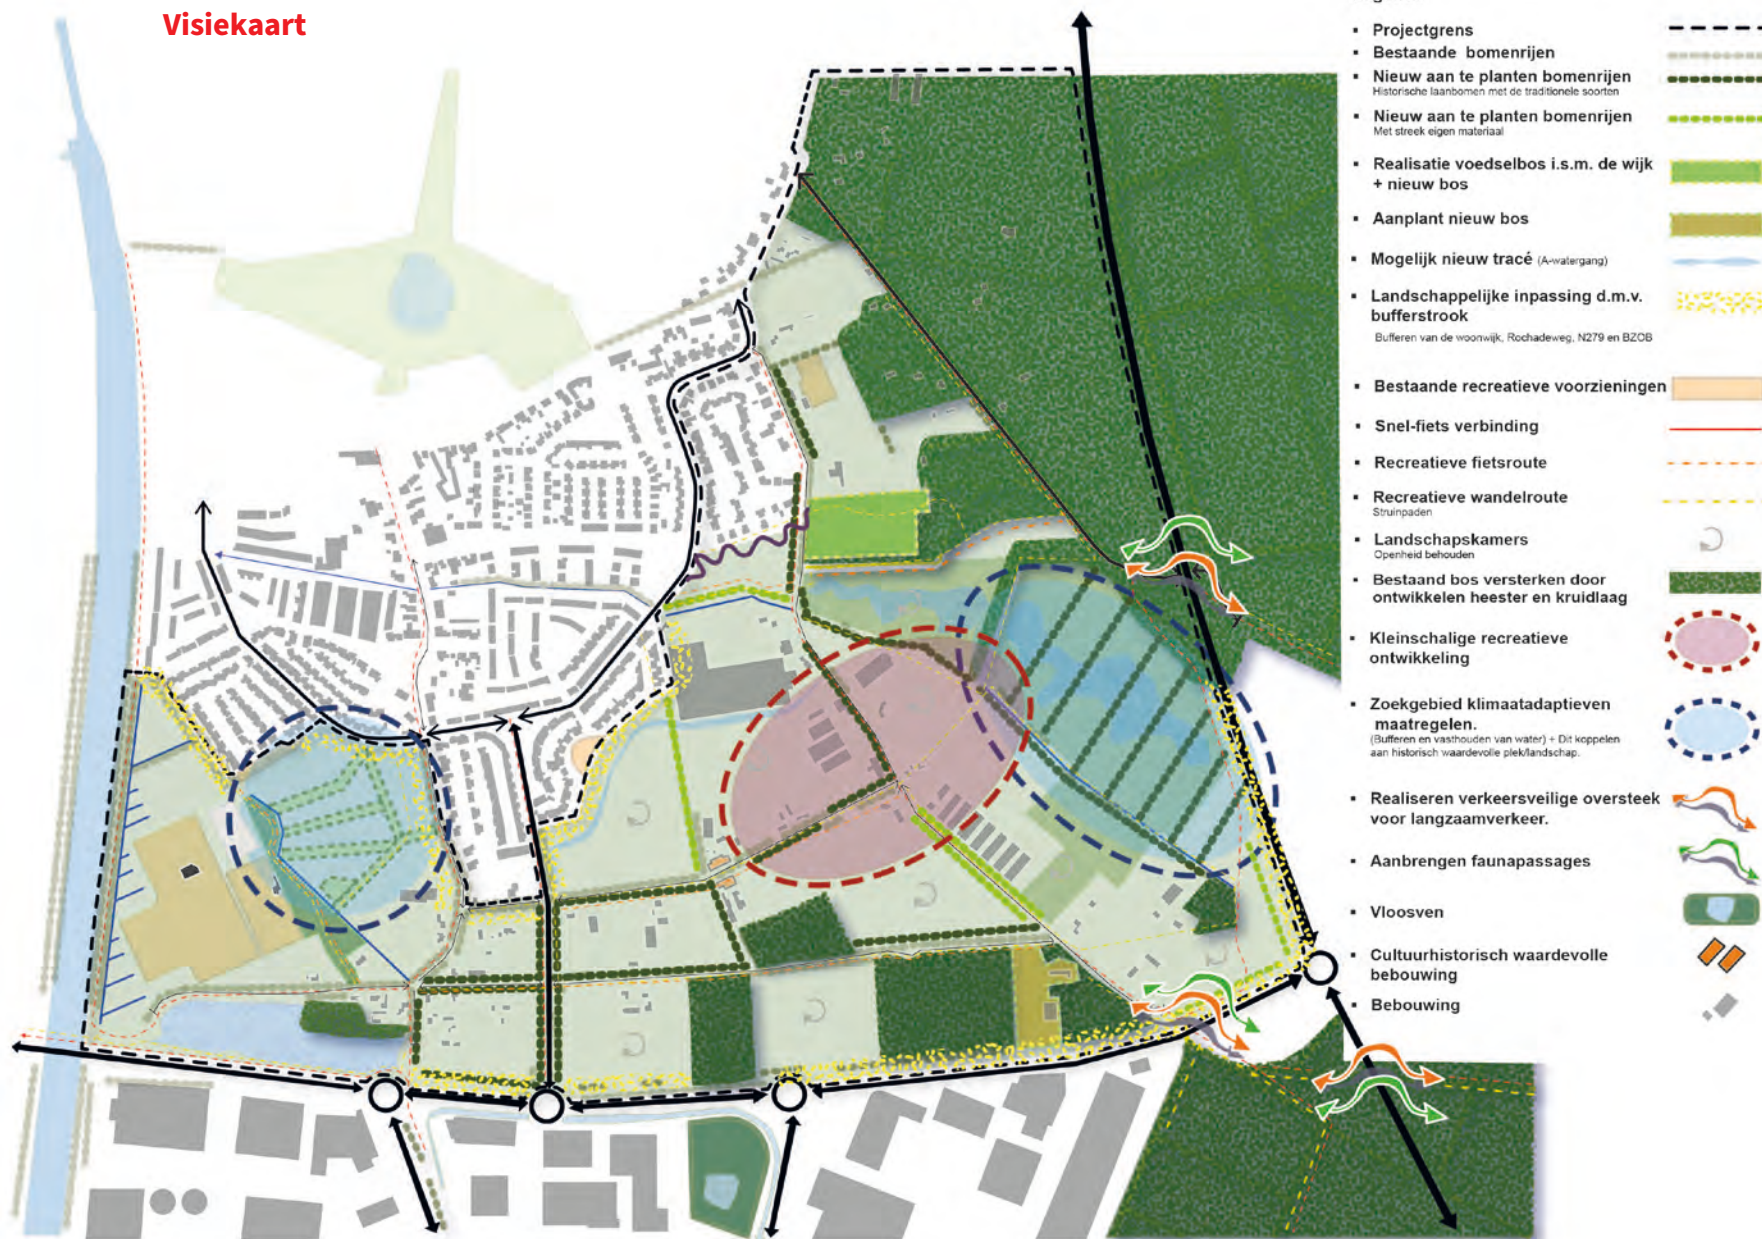 Visiekaart
▪ Projectgrens
▪ Bestaande bomenrijen
▪ Nieuw aan te planten bomenrijen
Historische laanbomen met de traditionele soorten
▪ Nieuw aan te planten bomenrijen
Met streek eigen materiaal
▪ Realisatie voedselbos i.s.m. de wijk
+ nieuw bos
▪ Aanplant nieuw bos
▪ Mogelijk nieuw tracé (A-watergang)
▪ Landschappelijke inpassing d.m.v.
bufferstrook
Bufferen van de woonwijk, Rochadeweg, N279 en BZOB
▪ Bestaande recreatieve voorzieningen
▪ Snel-fiets verbinding
▪ Recreatieve fietsroute
▪ Recreatieve wandelroute
Struinpaden
▪ Landschapskamers
Openheid behouden
▪ Bestaand bos versterken door
ontwikkelen heester en kruidlaag
▪ Kleinschalige recreatieve
ontwikkeling
▪ Zoekgebied klimaatadaptieven
maatregelen.
(Bufferen en vasthouden van water) + Dit koppelen
aan historisch waardevolle plek/landschap.
▪ Realiseren verkeersveilige oversteek
voor langzaamverkeer.
▪ Aanbrengen faunapassages
▪ Vloosven
▪ Cultuurhistorisch waardevolle
bebouwing
▪ Bebouwing